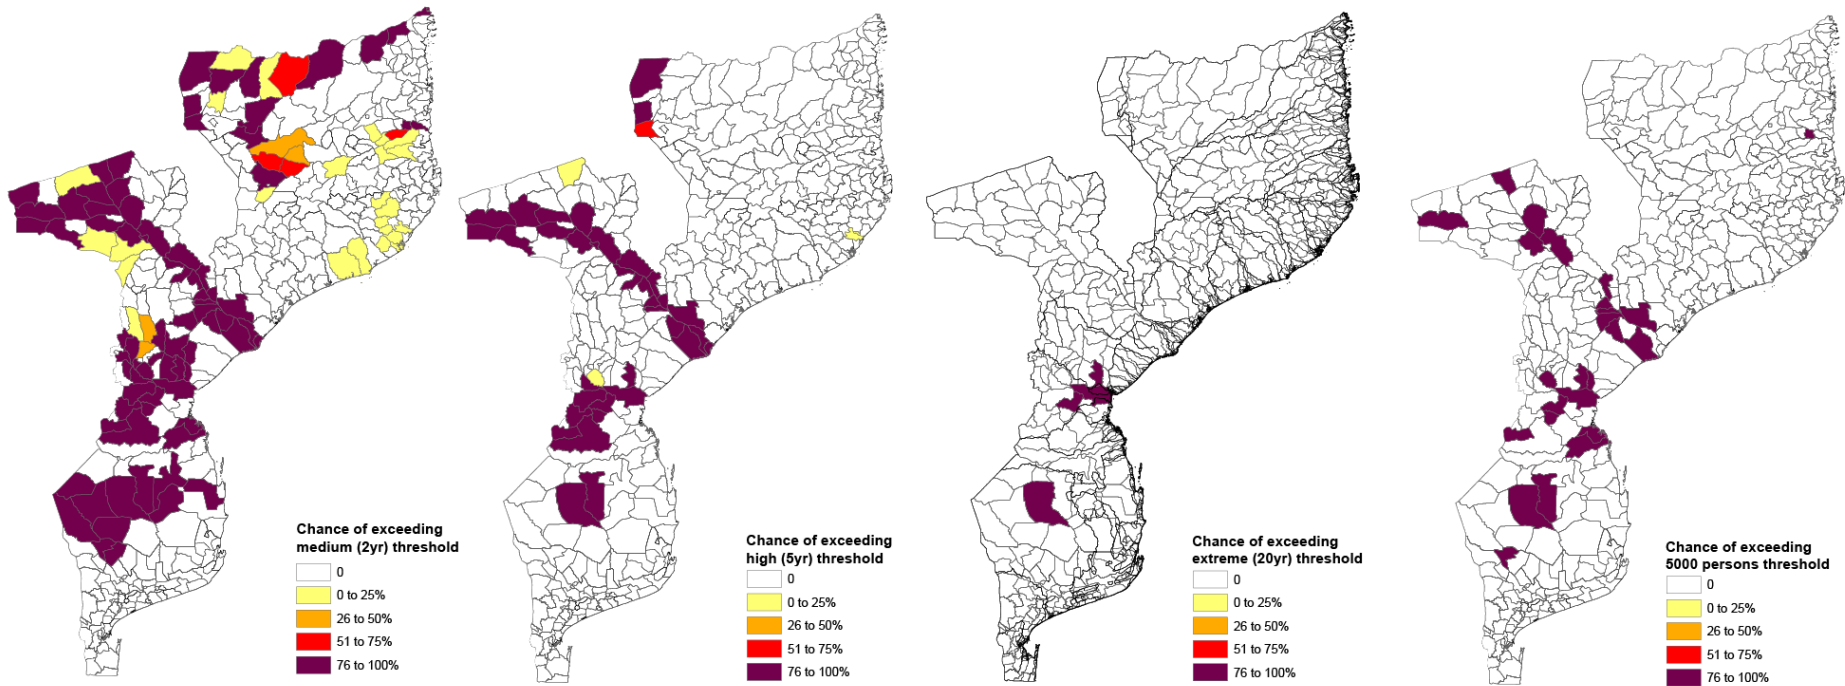 Chance of exceeding
medium (2yr) threshold
0
0 to 25%
26 to 50%
51 to 75%
76 to 100%
Chance of exceeding
high (5yr) threshold
0
0 to 25%
26 to 50%
51 to 75%
76 to 100%
Chance of exceeding
extreme (20yr) threshold
0
0 to 25%
26 to 50%
51 to 75%
76 to 100%
Chance of exceeding
5000 persons threshold
0
0 to 25%
26 to 50%
51 to 75%
76 to 100%